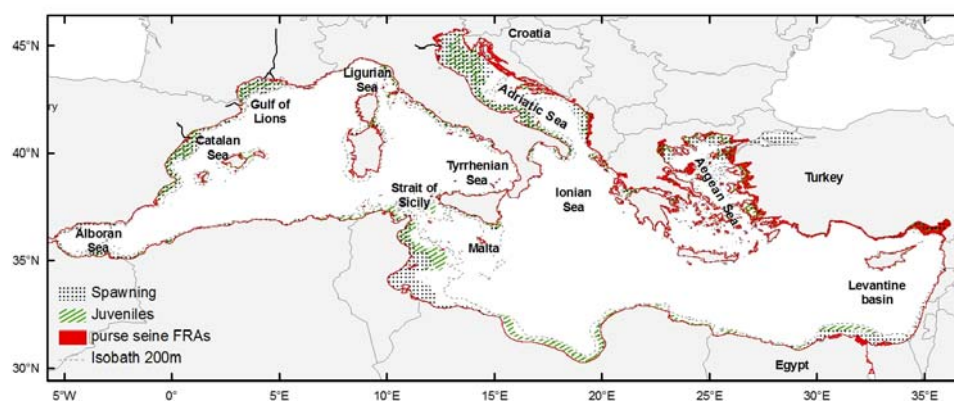 45°N
40°N
35°N
30°N
ry
Croatia
Ligurian
Sea
Gulf of
Lions
Adriatic Sea
Catalan
Sea
Tyrrhenian
Sea
Aegean Sea
Turkey
Strait of
Sicily
Ionian
Sea
Alboran
Sea
Malta
Levantine
basin
Egypt
Spawning
Juveniles
purse seine FRAs
Isobath 200m
5°W 0° 5°E 10°E 15°E 20°E 25°E 30°E 35°E